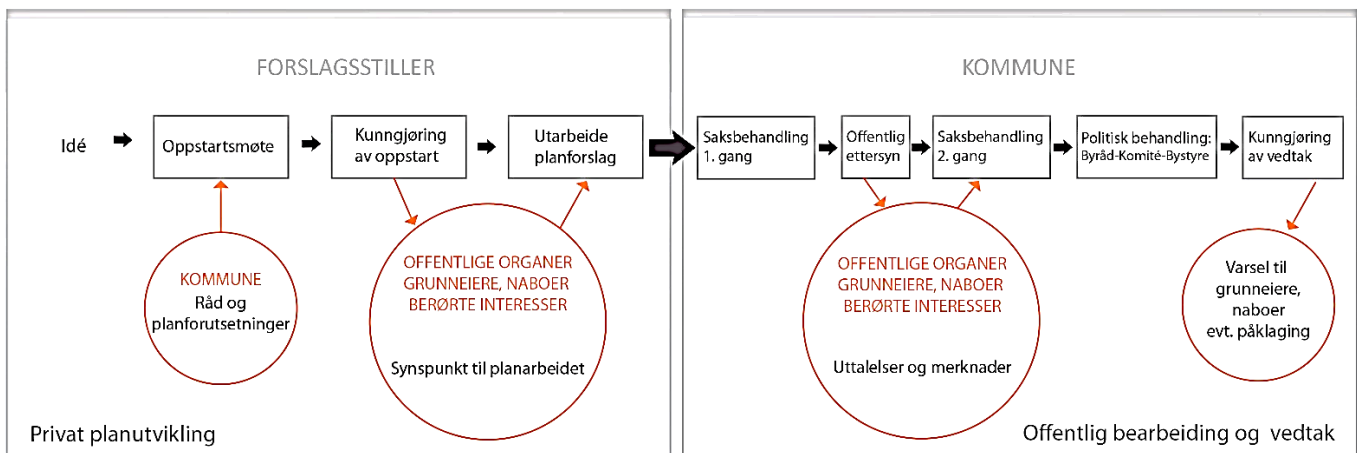 FORSLAGSSTILLER
Idé
Oppstartsmøte
Kunngjøring
av oppstart
Utarbeide
planforslag
KOMMUNE
Råd og
planforutsetninger
OFFENTLIGE ORGANER
GRUNNEIERE, NABOER
BERØRTE INTERESSER
Synspunkt til planarbeidet
Privat planutvikling
KOMMUNE
Saksbehandling
1. gang
Offentlig
ettersyn
Saksbehandling
2. gang
Politisk behandling:
Byråd-Komité-Bystyre
Kunngjøring
av vedtak
OFFENTLIGE ORGANER
GRUNNEIERE, NABOER
BERØRTE INTERESSER
Uttalelser og merknader
Varsel til
grunneiere,
naboer
evt. påklaging
Offentlig bearbeiding og vedtak